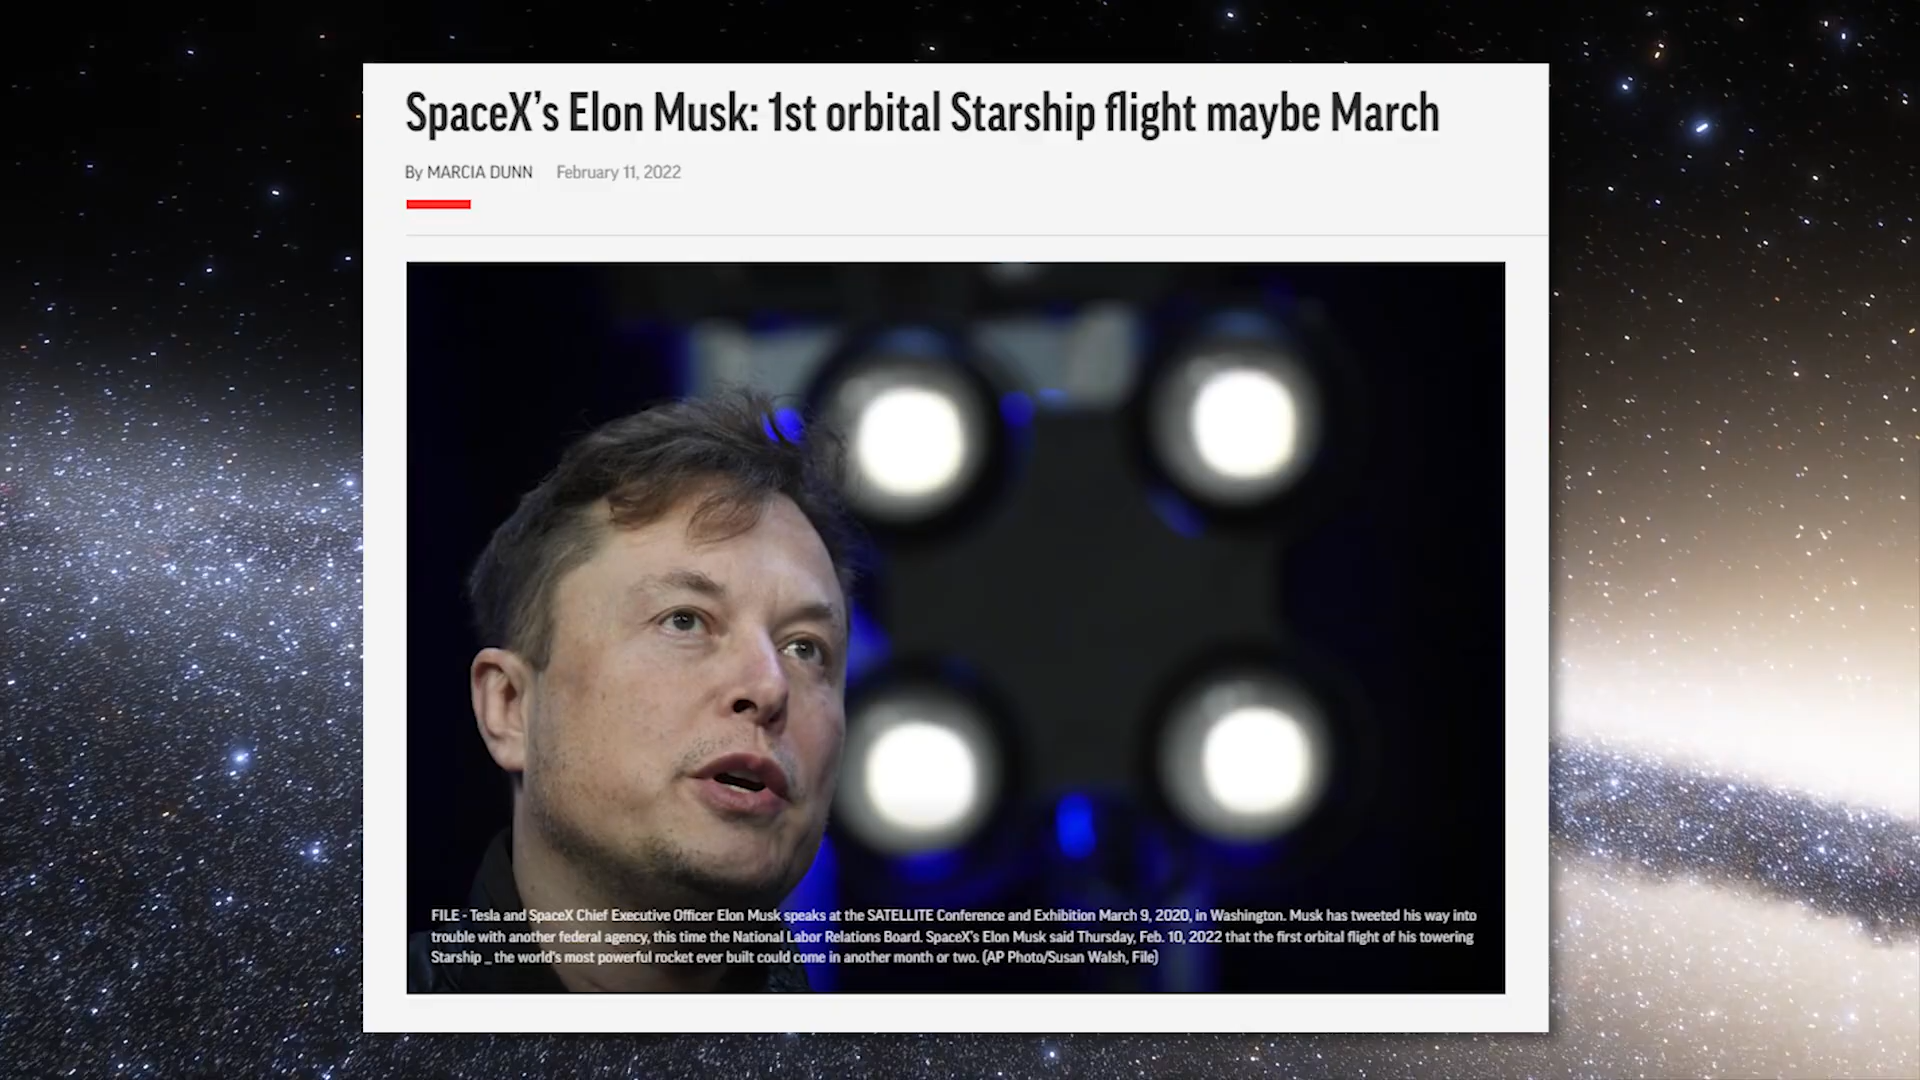 SpaceX’s Elon Musk: 1st orbital Starship flight maybe March
By MARCIA DUNN February 11, 2022
FILE - Tesla and SpaceX Chief Executive Officer Elon Musk speaks at the SATELLITE Conference and Exhibition March 9, 2020, in Washington. Musk has tweeted his way into
trouble with another federal agency, this time the National Labor Relations Board. SpaceX's Elon Musk said Thursday, Feb. 10, 2022 that the first orbital flight of his towering
Starship _ the world's most powerful rocket ever built could come in another month or two. (AP Photo/Susan Walsh, File)